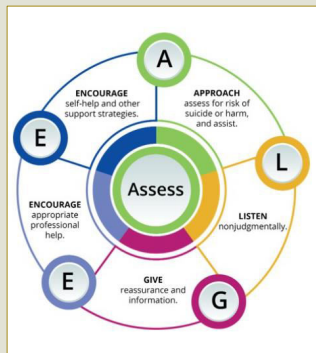 A
ENCOURAGE
self-help and other
support strategies.
APPROACH
assess for risk of
suicide or harm,
and assist.
E
L
Assess
ENCOURAGE
appropriate
professional
help.
LISTEN
nonjudgmentally.
GIVE
reassurance and
information.
E
G